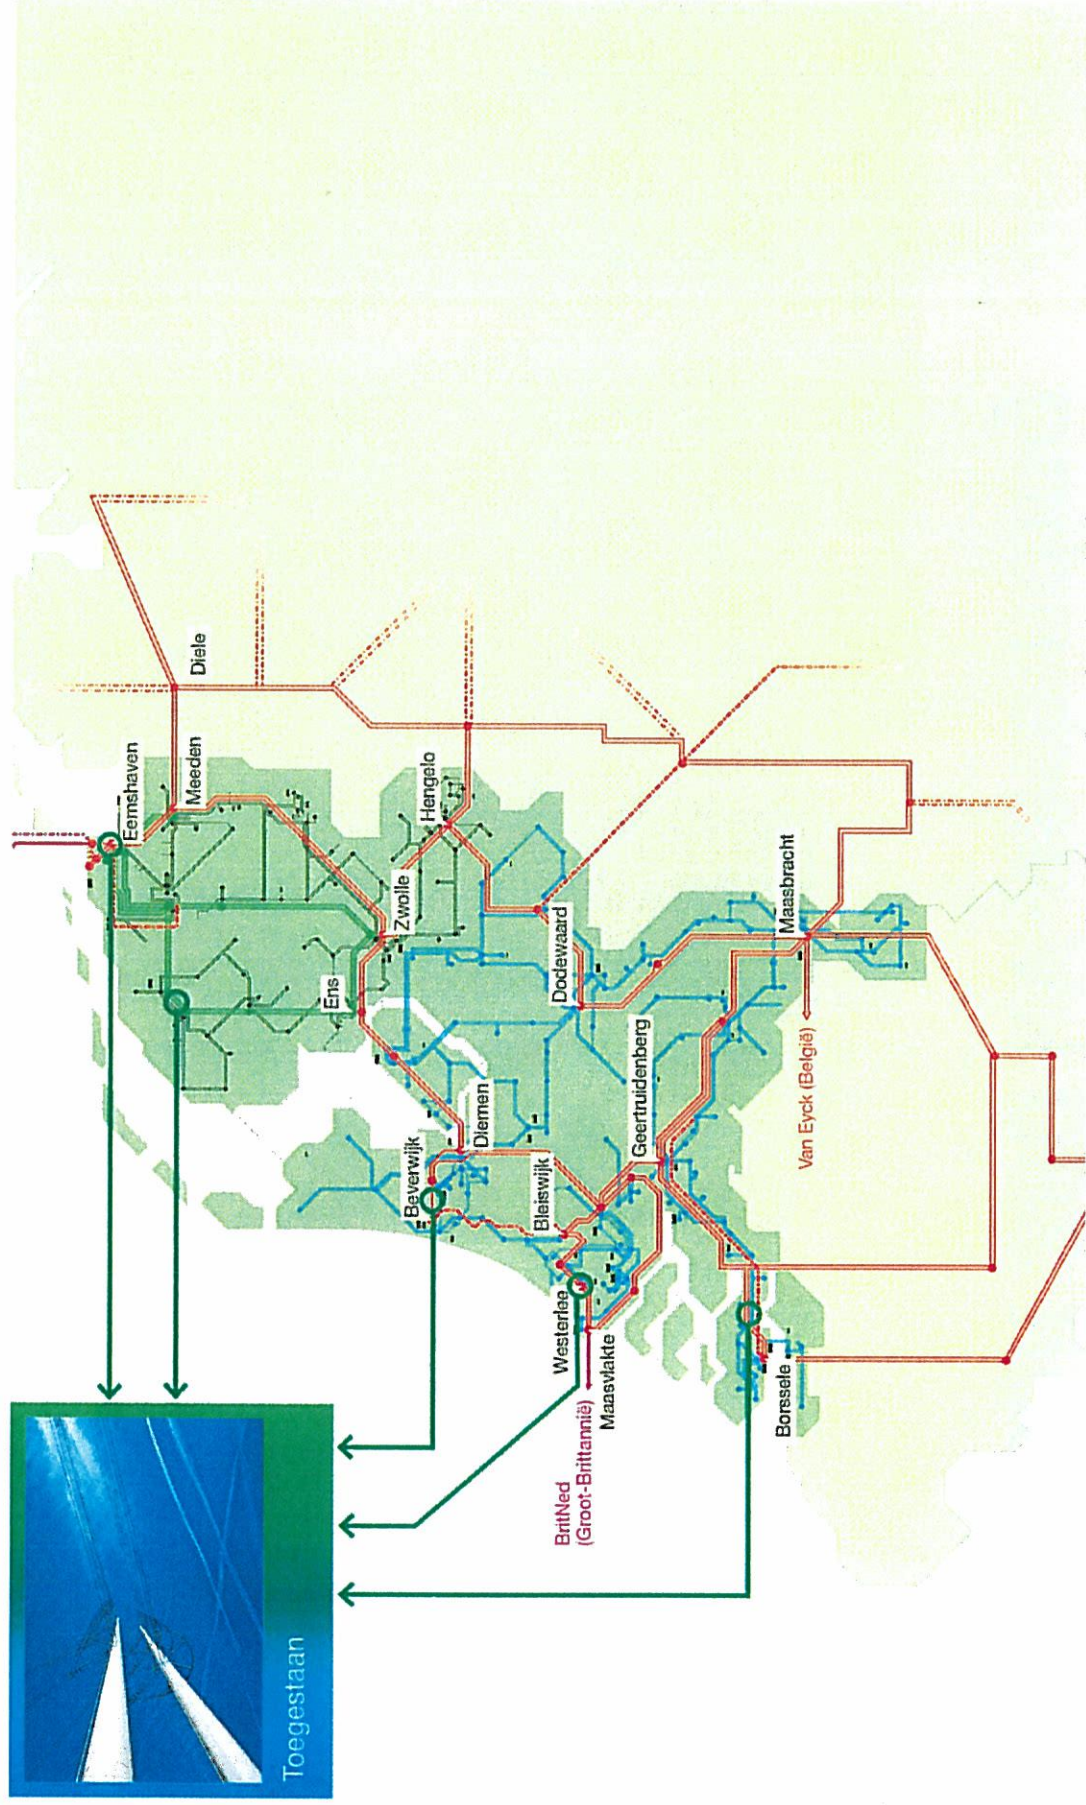 Toegestaan
Eemshaven
Meeden
Diele
Ens
Zwolle
Hengelo
Beverwijk
Diemen
Bleiswijk
Westerlee
Maasvlakte
BritNed
(Groot-Brittannië)
Dodewaard
Geertruidenberg
Maasbracht
Van Eyck (België)
Borssele